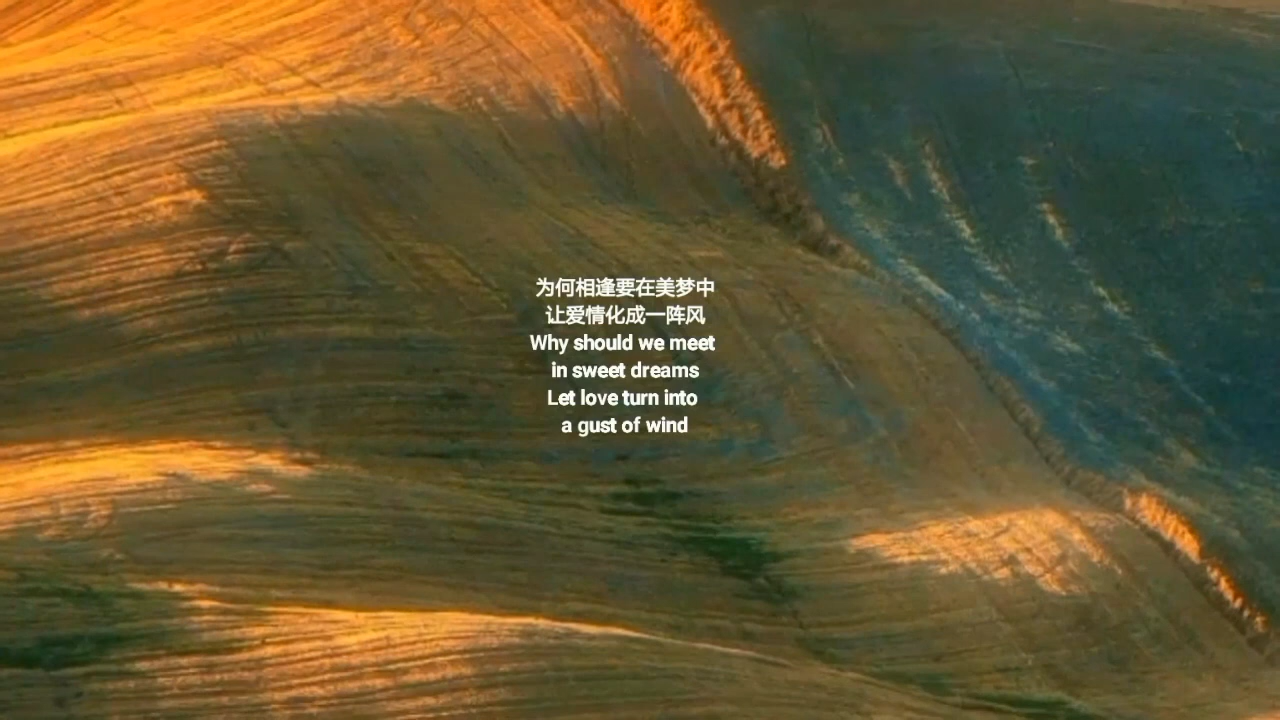 为何相逢要在美梦中
让爱情化成一阵风
Why should we meet
in sweet dreams
Let love turn into
a gust of wind